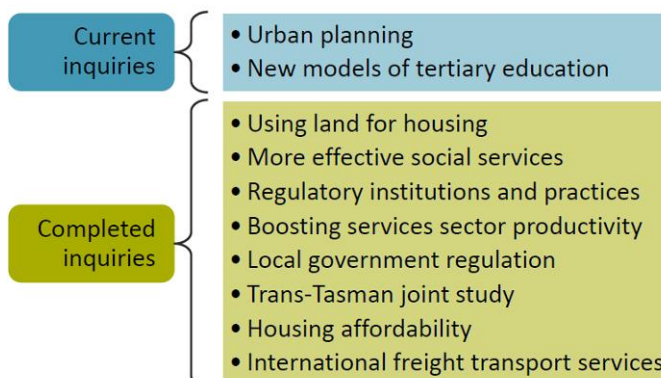 Current
inquiries
• Urban planning
• New models of tertiary education
Completed
inquiries
• Using land for housing
• More effective social services
• Regulatory institutions and practices
• Boosting services sector productivity
• Local government regulation
• Trans-Tasman joint study
• Housing affordability
• International freight transport services